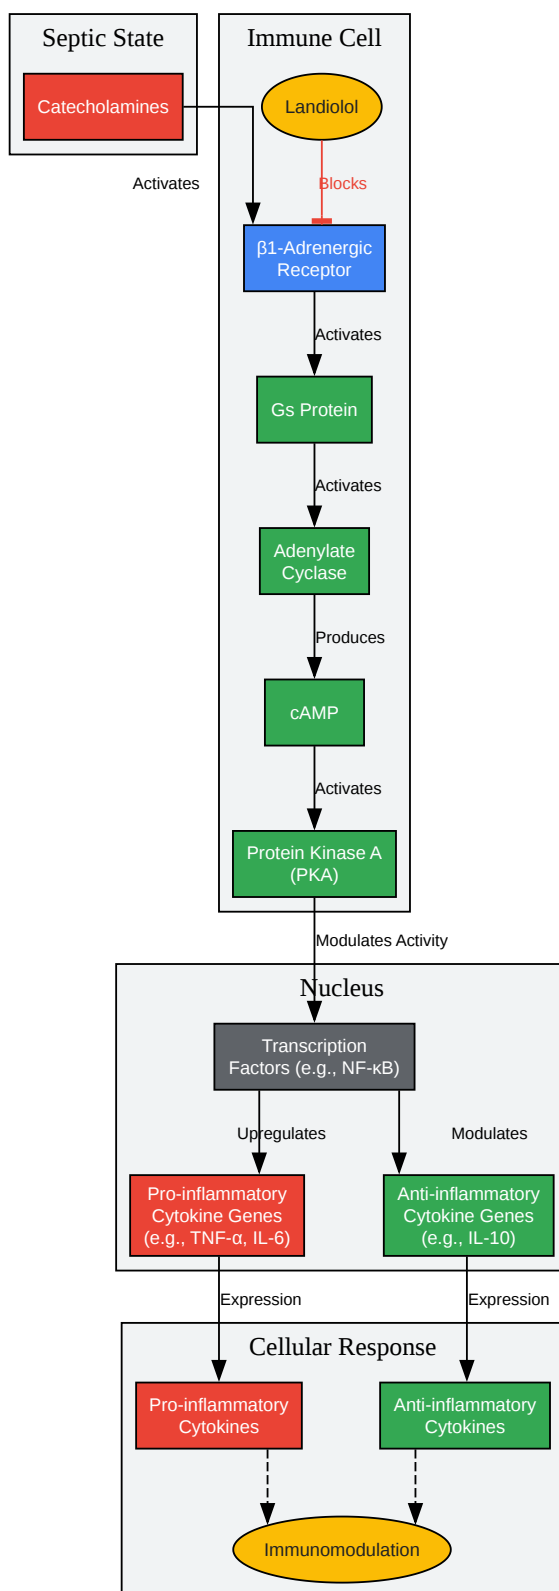 Septic State
Immune Cell
Catecholamines
Landiolol
Activates
Blocks
β1-Adrenergic
Receptor
Activates
Gs Protein
Activates
Adenylate
Cyclase
Produces
cAMP
Activates
Protein Kinase A
(PKA)
Modulates Activity
Nucleus
Transcription
Factors (e.g., NF-κB)
Upregulates
Modulates
Pro-inflammatory
Cytokine Genes
(e.g., TNF-α, IL-6)
Anti-inflammatory
Cytokine Genes
(e.g., IL-10)
Expression
Expression
Cellular Response
Pro-inflammatory
Cytokines
Anti-inflammatory
Cytokines
Immunomodulation